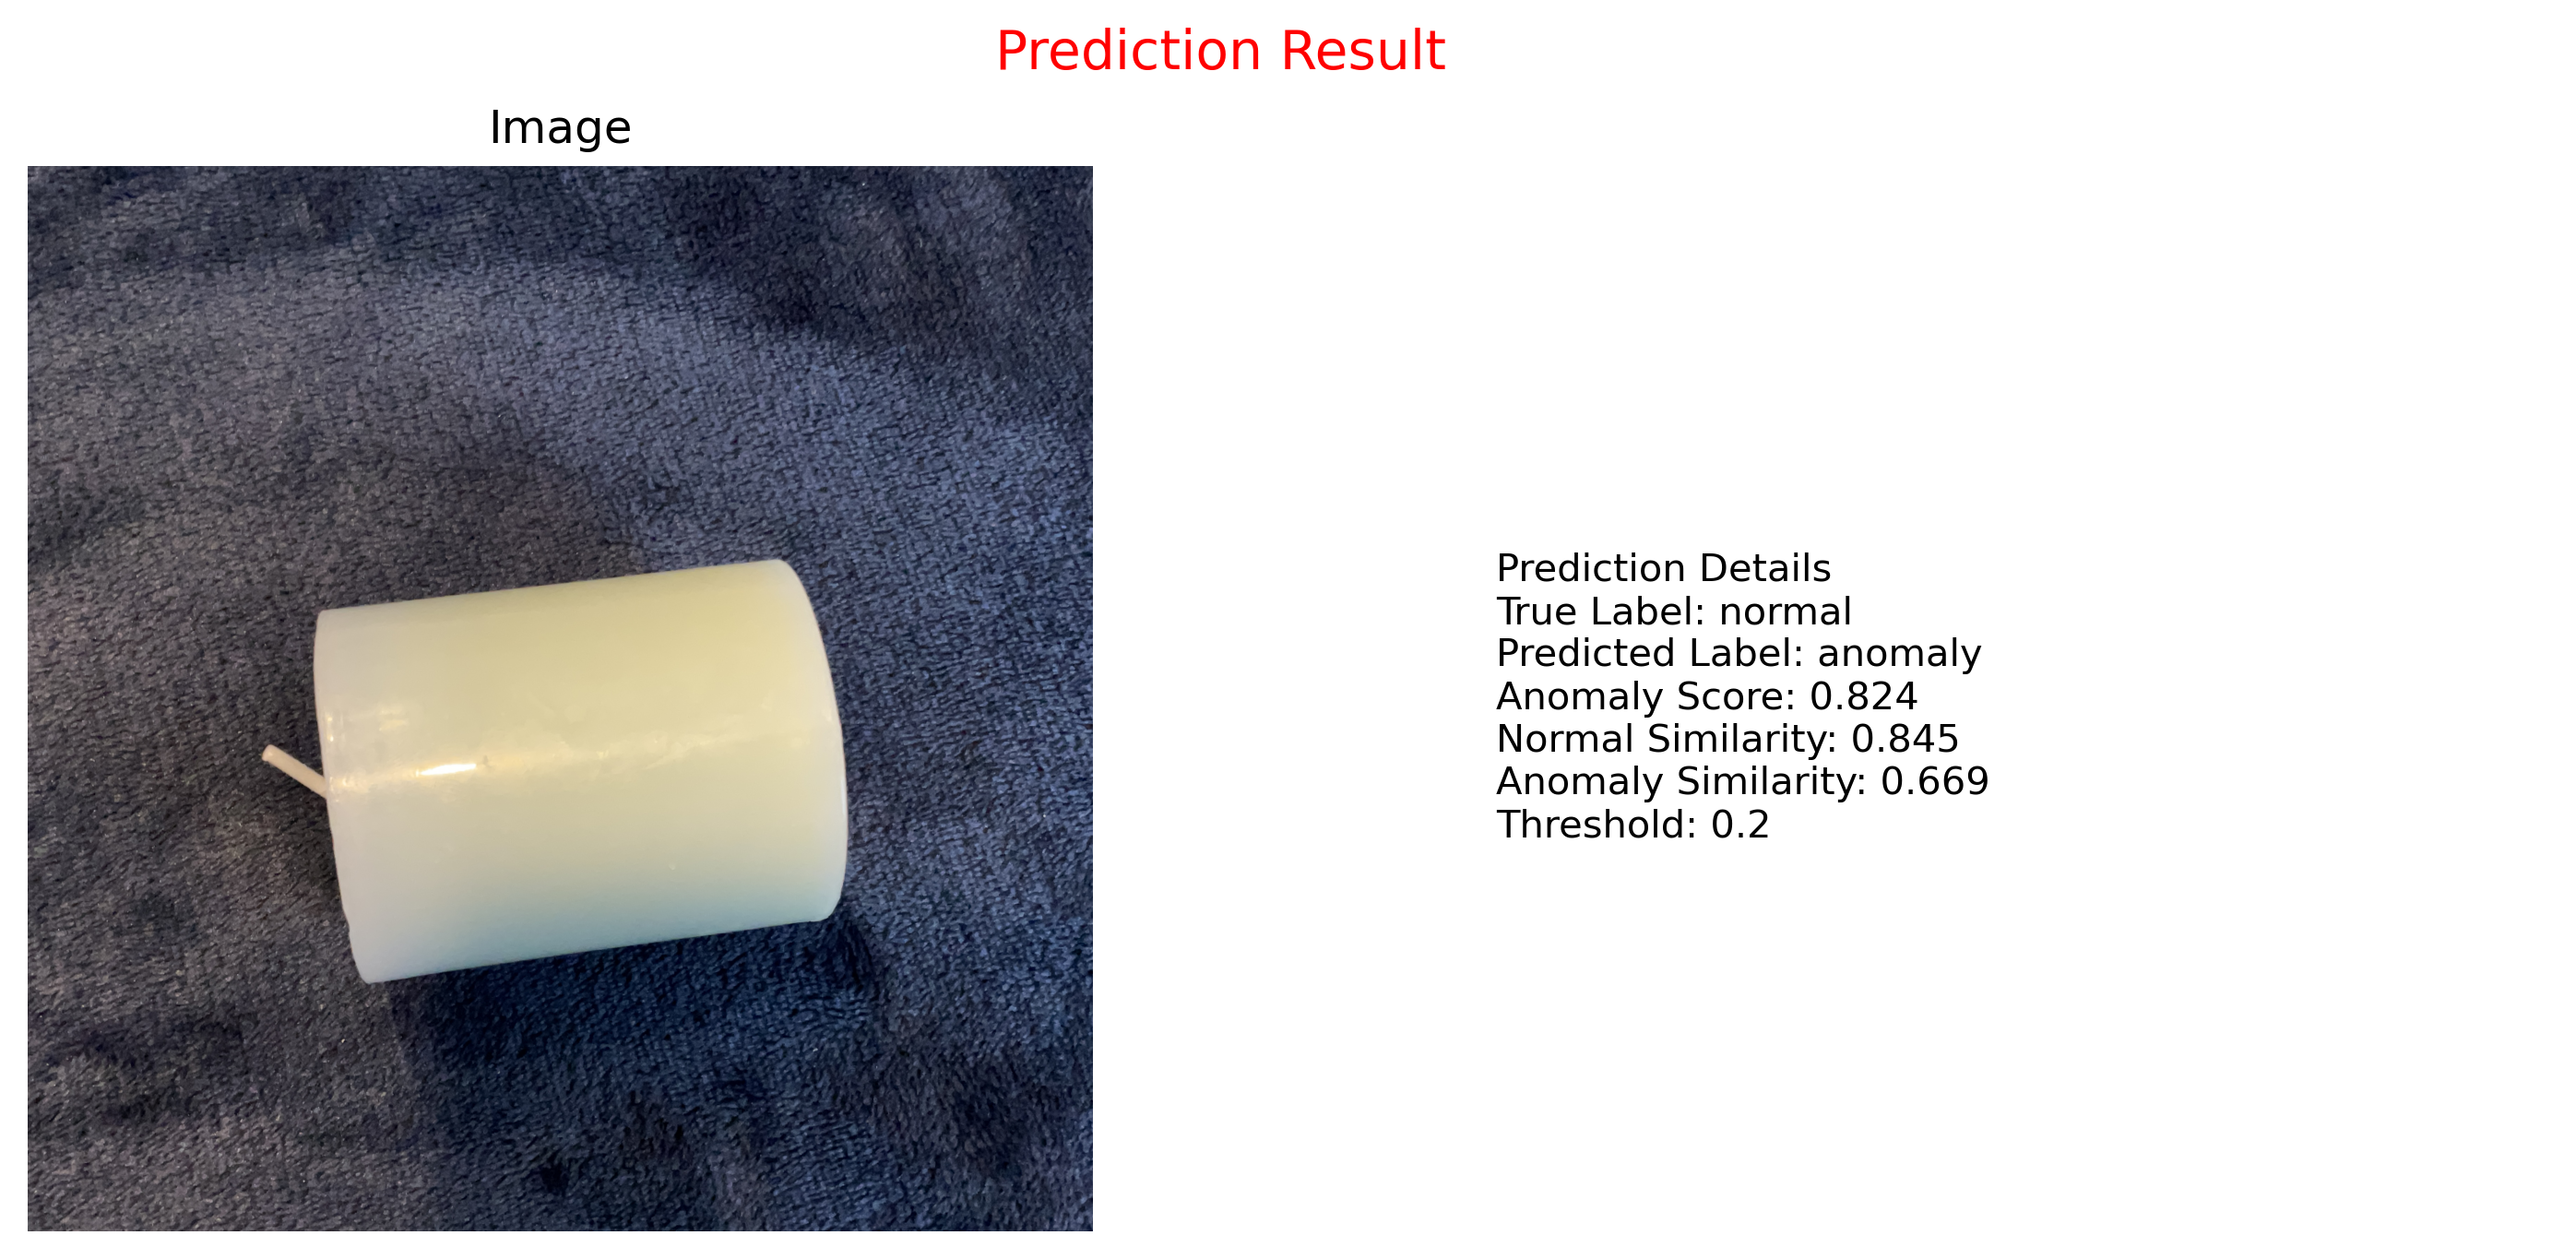 Prediction Result
Image
Prediction Details
True Label: normal
Predicted Label: anomaly
Anomaly Score: 0.824
Normal Similarity: 0.845
Anomaly Similarity: 0.669
Threshold: 0.2